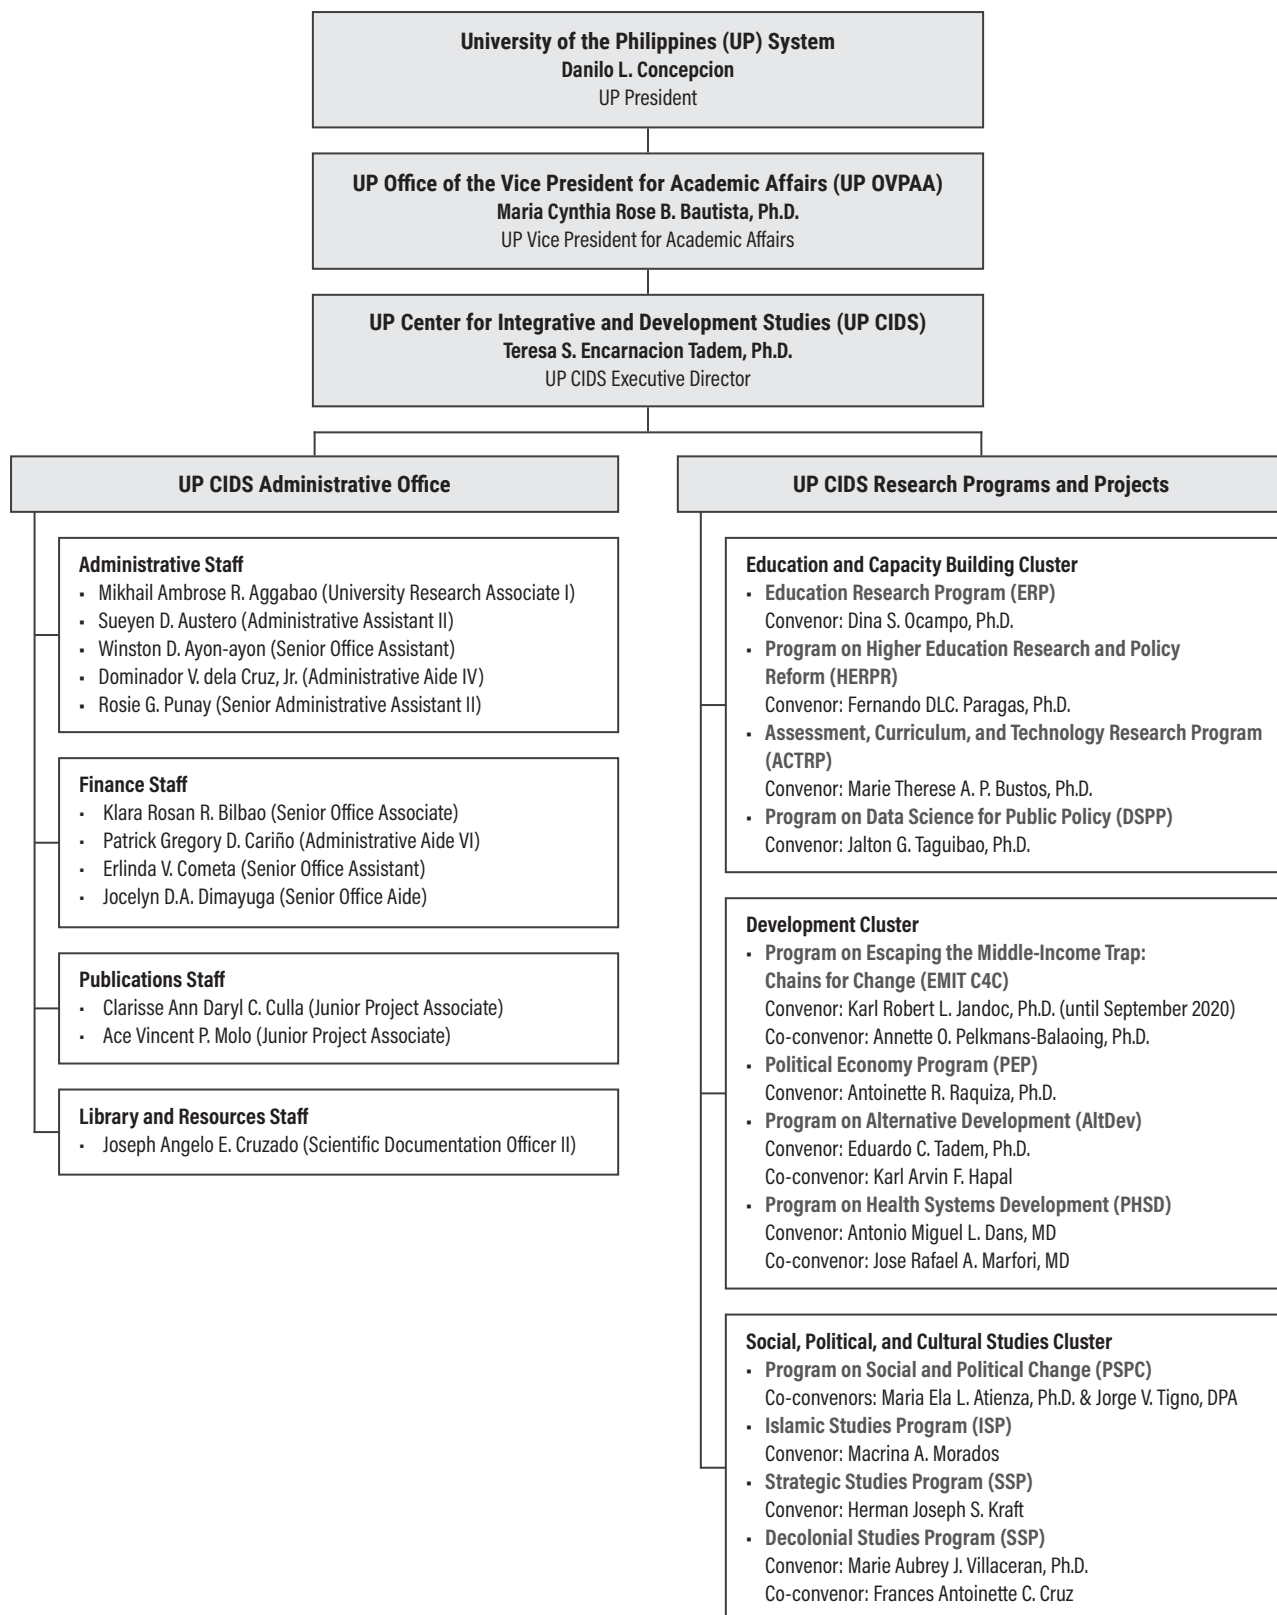 University of the Philippines (UP) System
Danilo L. Concepcion
UP President
UP Office of the Vice President for Academic Affairs (UP OVPAA)
Maria Cynthia Rose B. Bautista, Ph.D.
UP Vice President for Academic Affairs
UP Center for Integrative and Development Studies (UP CIDS)
Teresa S. Encarnacion Tadem, Ph.D.
UP CIDS Executive Director
UP CIDS Administrative Office
Administrative Staff
▪ Mikhail Ambrose R. Aggabao (University Research Associate I)
▪ Sueyen D. Austero (Administrative Assistant II)
▪ Winston D. Ayon-ayon (Senior Office Assistant)
▪ Dominador V. dela Cruz, Jr. (Administrative Aide IV)
▪ Rosie G. Punay (Senior Administrative Assistant II)
Finance Staff
▪ Klara Rosan R. Bilbao (Senior Office Associate)
▪ Patrick Gregory D. Cariño (Administrative Aide VI)
▪ Erlinda V. Cometa (Senior Office Assistant)
▪ Jocelyn D.A. Dimayuga (Senior Office Aide)
Publications Staff
▪ Clarisse Ann Daryl C. Culla (Junior Project Associate)
▪ Ace Vincent P. Molo (Junior Project Associate)
Library and Resources Staff
▪ Joseph Angelo E. Cruzado (Scientific Documentation Officer II)
UP CIDS Research Programs and Projects
Education and Capacity Building Cluster
▪ Education Research Program (ERP)
Convenor: Dina S. Ocampo, Ph.D.
▪ Program on Higher Education Research and Policy
Reform (HERPR)
Convenor: Fernando DLC. Paragas, Ph.D.
▪ Assessment, Curriculum, and Technology Research Program
(ACTRP)
Convenor: Marie Therese A. P. Bustos, Ph.D.
▪ Program on Data Science for Public Policy (DSPP)
Convenor: Jalton G. Taguibao, Ph.D.
Development Cluster
▪ Program on Escaping the Middle-Income Trap:
Chains for Change (EMIT C4C)
Convenor: Karl Robert L. Jandoc, Ph.D. (until September 2020)
Co-convenor: Annette O. Pelkmans-Balaoing, Ph.D.
▪ Political Economy Program (PEP)
Convenor: Antoinette R. Raquiza, Ph.D.
▪ Program on Alternative Development (AltDev)
Convenor: Eduardo C. Tadem, Ph.D.
Co-convenor: Karl Arvin F. Hapal
▪ Program on Health Systems Development (PHSD)
Convenor: Antonio Miguel L. Dans, MD
Co-convenor: Jose Rafael A. Marfori, MD
Social, Political, and Cultural Studies Cluster
▪ Program on Social and Political Change (PSPC)
Co-convenors: Maria Ela L. Atienza, Ph.D. & Jorge V. Tigno, DPA
▪ Islamic Studies Program (ISP)
Convenor: Macrina A. Morados
▪ Strategic Studies Program (SSP)
Convenor: Herman Joseph S. Kraft
▪ Decolonial Studies Program (SSP)
Convenor: Marie Aubrey J. Villaceran, Ph.D.
Co-convenor: Frances Antoinette C. Cruz